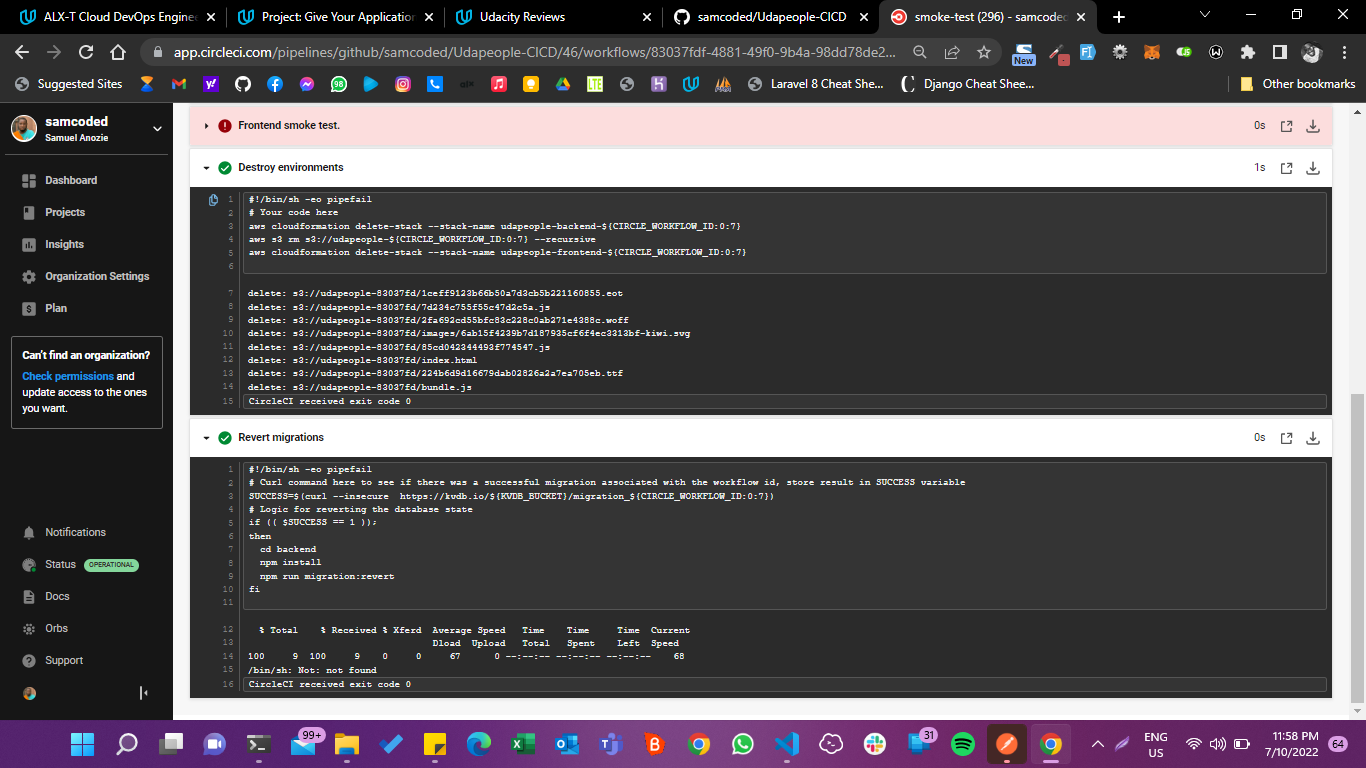 ALX-T Cloud DevOps Engine
Project: Give Your Application
Udacity Reviews
samcoded/Udapeople-CICD
smoke-test (296) - samcoded
app.circleci.com/pipelines/github/samcoded/Udapeople-CICD/46/workflows/83037fdf-4881-49f0-9b4a-98dd78de2...
New
Suggested Sites
98
olx
LTE
Laravel 8 Cheat She...
Django Cheat Shee...
Other bookmarks
samcoded
Samuel Anozie
Dashboard
Projects
Insights
Organization Settings
Plan
Can't find an organization?
Check permissions and
update access to the ones
you want.
Notifications
Status OPERATIONAL
Docs
Orbs
Support
Frontend smoke test.
0s
Destroy environments
1s
1 #!/bin/sh -eo pipefail
2 # Your code here
3 aws cloudformation delete-stack --stack-name udapeople-backend-${CIRCLE_WORKFLOW_ID:0:7}
4 aws s3 rm s3://udapeople-${CIRCLE_WORKFLOW_ID:0:7} --recursive
5 aws cloudformation delete-stack --stack-name udapeople-frontend-${CIRCLE_WORKFLOW_ID:0:7}
6
7 delete: s3://udapeople-83037fd/1ceff9123b66b50a7d3cb5b221160855.eot
8 delete: s3://udapeople-83037fd/7d234c755f55c47d2c5a.js
9 delete: s3://udapeople-83037fd/2fa692cd55bfc83c228c0ab271e4388c.woff
10 delete: s3://udapeople-83037fd/images/6ab15f4239b7d187935cf6f4ec3313bf-kiwi.svg
11 delete: s3://udapeople-83037fd/85cd042344493f774547.js
12 delete: s3://udapeople-83037fd/index.html
13 delete: s3://udapeople-83037fd/224b6d9d16679dab02826a2a7ea705eb.ttf
14 delete: s3://udapeople-83037fd/bundle.js
15 CircleCI received exit code 0
Revert migrations
0s
1 #!/bin/sh -eo pipefail
2 # Curl command here to see if there was a successful migration associated with the workflow id, store result in SUCCESS variable
3 SUCCESS=$(curl --insecure  https://kvdb.io/${KVDB_BUCKET}/migration_${CIRCLE_WORKFLOW_ID:0:7})
4 # Logic for reverting the database state
5 if (( $SUCCESS == 1 ));
6 then
7 cd backend
8 npm install
9 npm run migration:revert
10 fi
11
12 % Total % Received % Xferd Average Speed Time Time Time Current
13 Dload Upload Total Spent Left Speed
14 100 9 100 9 0 0 67 0 --:--:-- --:--:-- --:--:-- 68
15 /bin/sh: Not: not found
16 CircleCI received exit code 0
99+
31
ENG
US
11:58 PM
7/10/2022
64